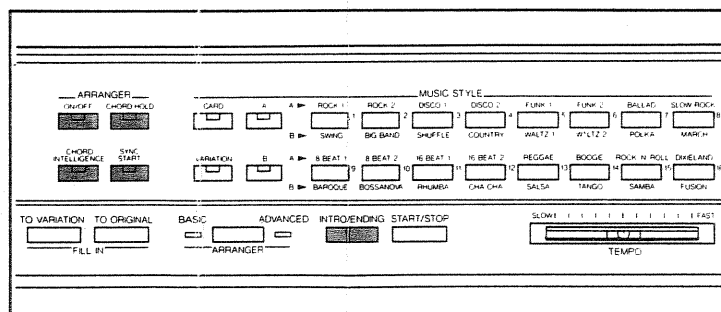 ARRANGER
MUSIC STYLE
ON/OFF CHORD HOLD CARD A A ► ROCK 1 ROCK 2 DISCO 1 DISCO 2 FUNK 1 FUNK 2 BALLAD SLOW ROCK
1 2 3 4 5 6 7 8
B ► SWING BIG BAND SHUFFLE COUNTRY WALTZ 1 WALTZ 2 POLKA MARCH
CHORD INTELLIGENCE SYNC START VARIATION B A ► 8 BEAT 1 8 BEAT 2 16 BEAT 1 16 BEAT 2 REGGAE BOOGE ROCK N ROLL DIXIELAND
9 10 11 12 13 14 15 16
B ► BAROQUE BOSSANOVA RHUMBA CHA CHA SALSA TANGO SAMBA FUSION
TO VARIATION TO ORIGINAL BASIC ADVANCED INTRO/ENDING START/STOP SLOW FAST
FILL IN ARRANGER TEMPO